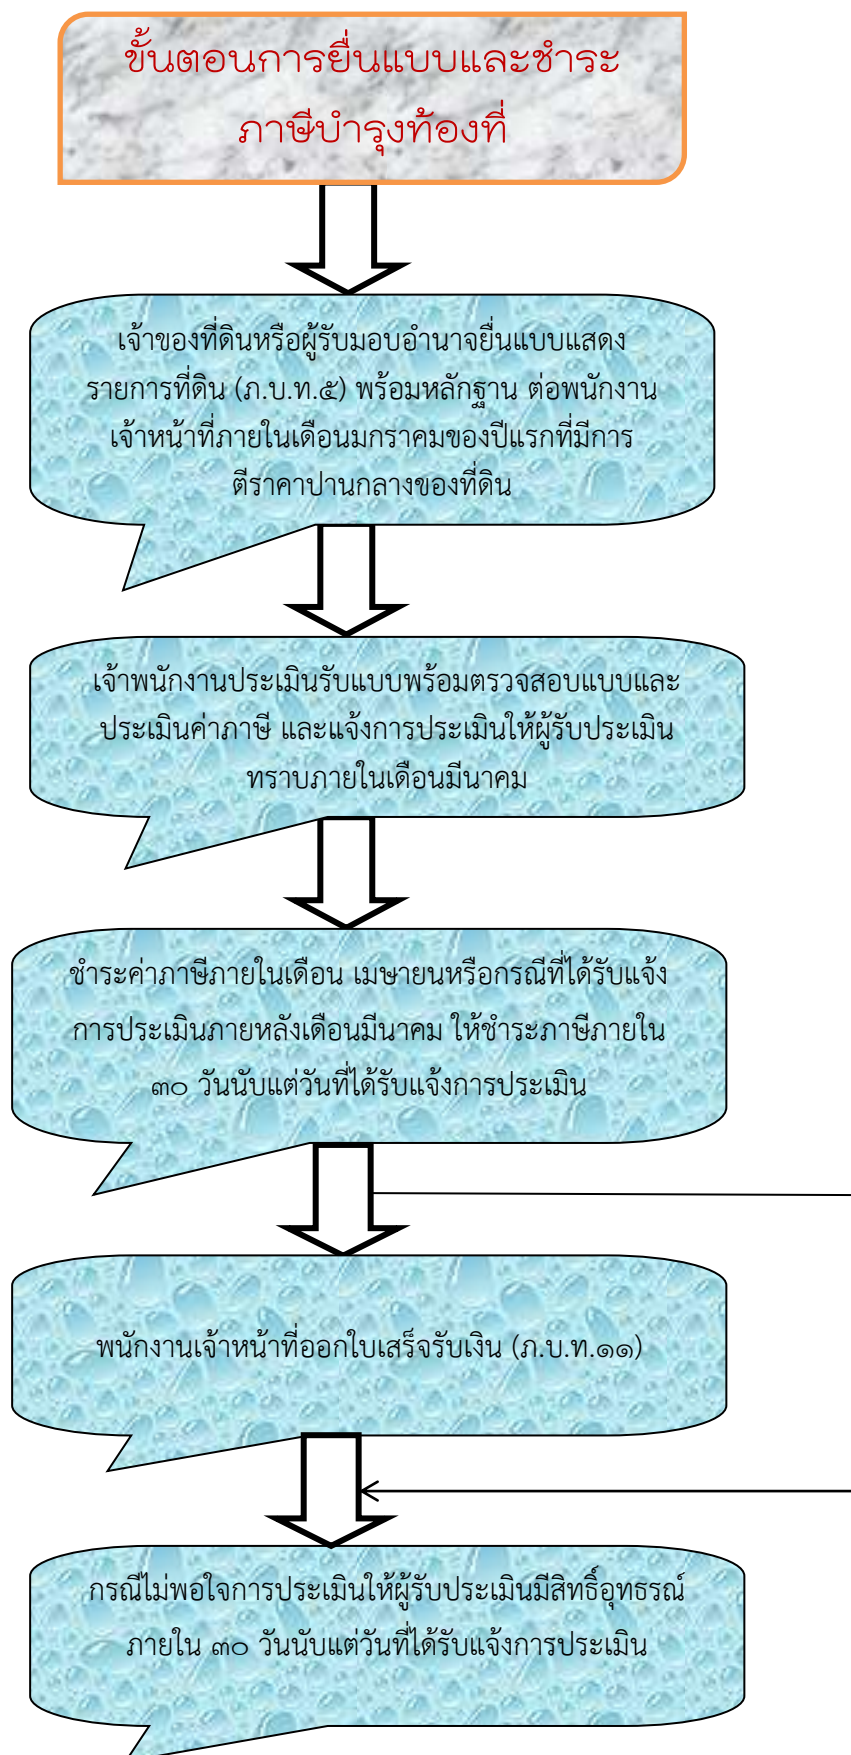 ขั้นตอนการยื่นแบบและชำระ
ภาษีบำรุงท้องที่
เจ้าของที่ดินหรือผู้รับมอบอำนาจยื่นแบบแสดง
รายการที่ดิน (ภ.บ.ท.๕) พร้อมหลักฐาน ต่อพนักงาน
เจ้าหน้าที่ภายในเดือนมกราคมของปีแรกที่มีการ
ตีราคาปานกลางของที่ดิน
เจ้าพนักงานประเมินรับแบบพร้อมตรวจสอบแบบและ
ประเมินค่าภาษี และแจ้งการประเมินให้ผู้รับประเมิน
ทราบภายในเดือนมีนาคม
ชำระค่าภาษีภายในเดือน เมษายนหรือกรณีที่ได้รับแจ้ง
การประเมินภายหลังเดือนมีนาคม ให้ชำระภาษีภายใน
๓๐ วันนับแต่วันที่ได้รับแจ้งการประเมิน
พนักงานเจ้าหน้าที่ออกใบเสร็จรับเงิน (ภ.บ.ท.๑๑)
กรณีไม่พอใจการประเมินให้ผู้รับประเมินมีสิทธิ์อุทธรณ์
ภายใน ๓๐ วันนับแต่วันที่ได้รับแจ้งการประเมิน